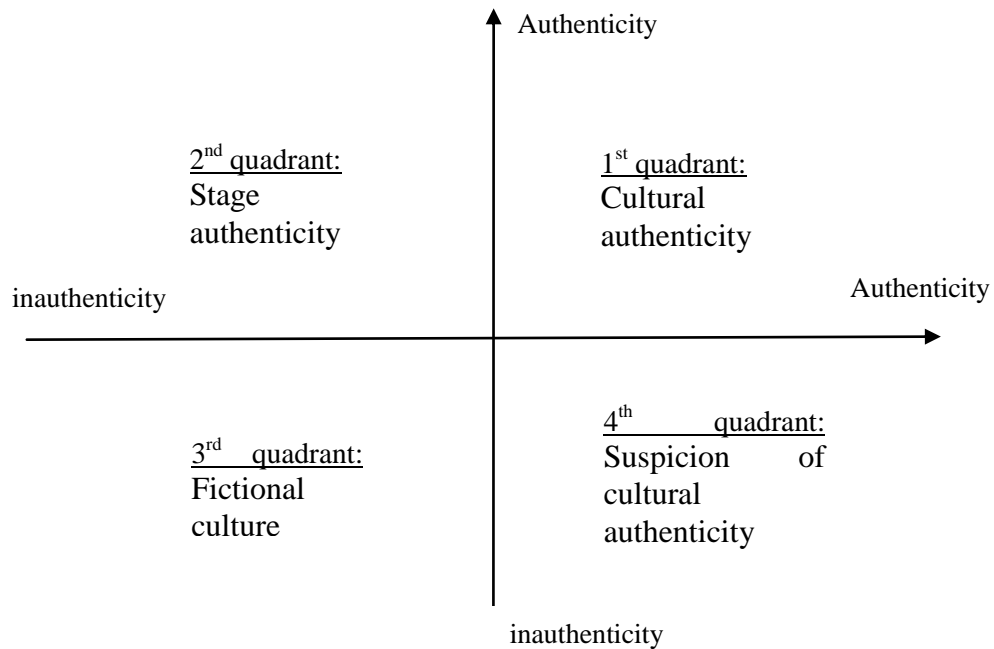 Authenticity
2nd quadrant:
Stage
authenticity
1st quadrant:
Cultural
authenticity
inauthenticity
Authenticity
3rd quadrant:
Fictional
culture
4th quadrant:
Suspicion of
cultural
authenticity
inauthenticity